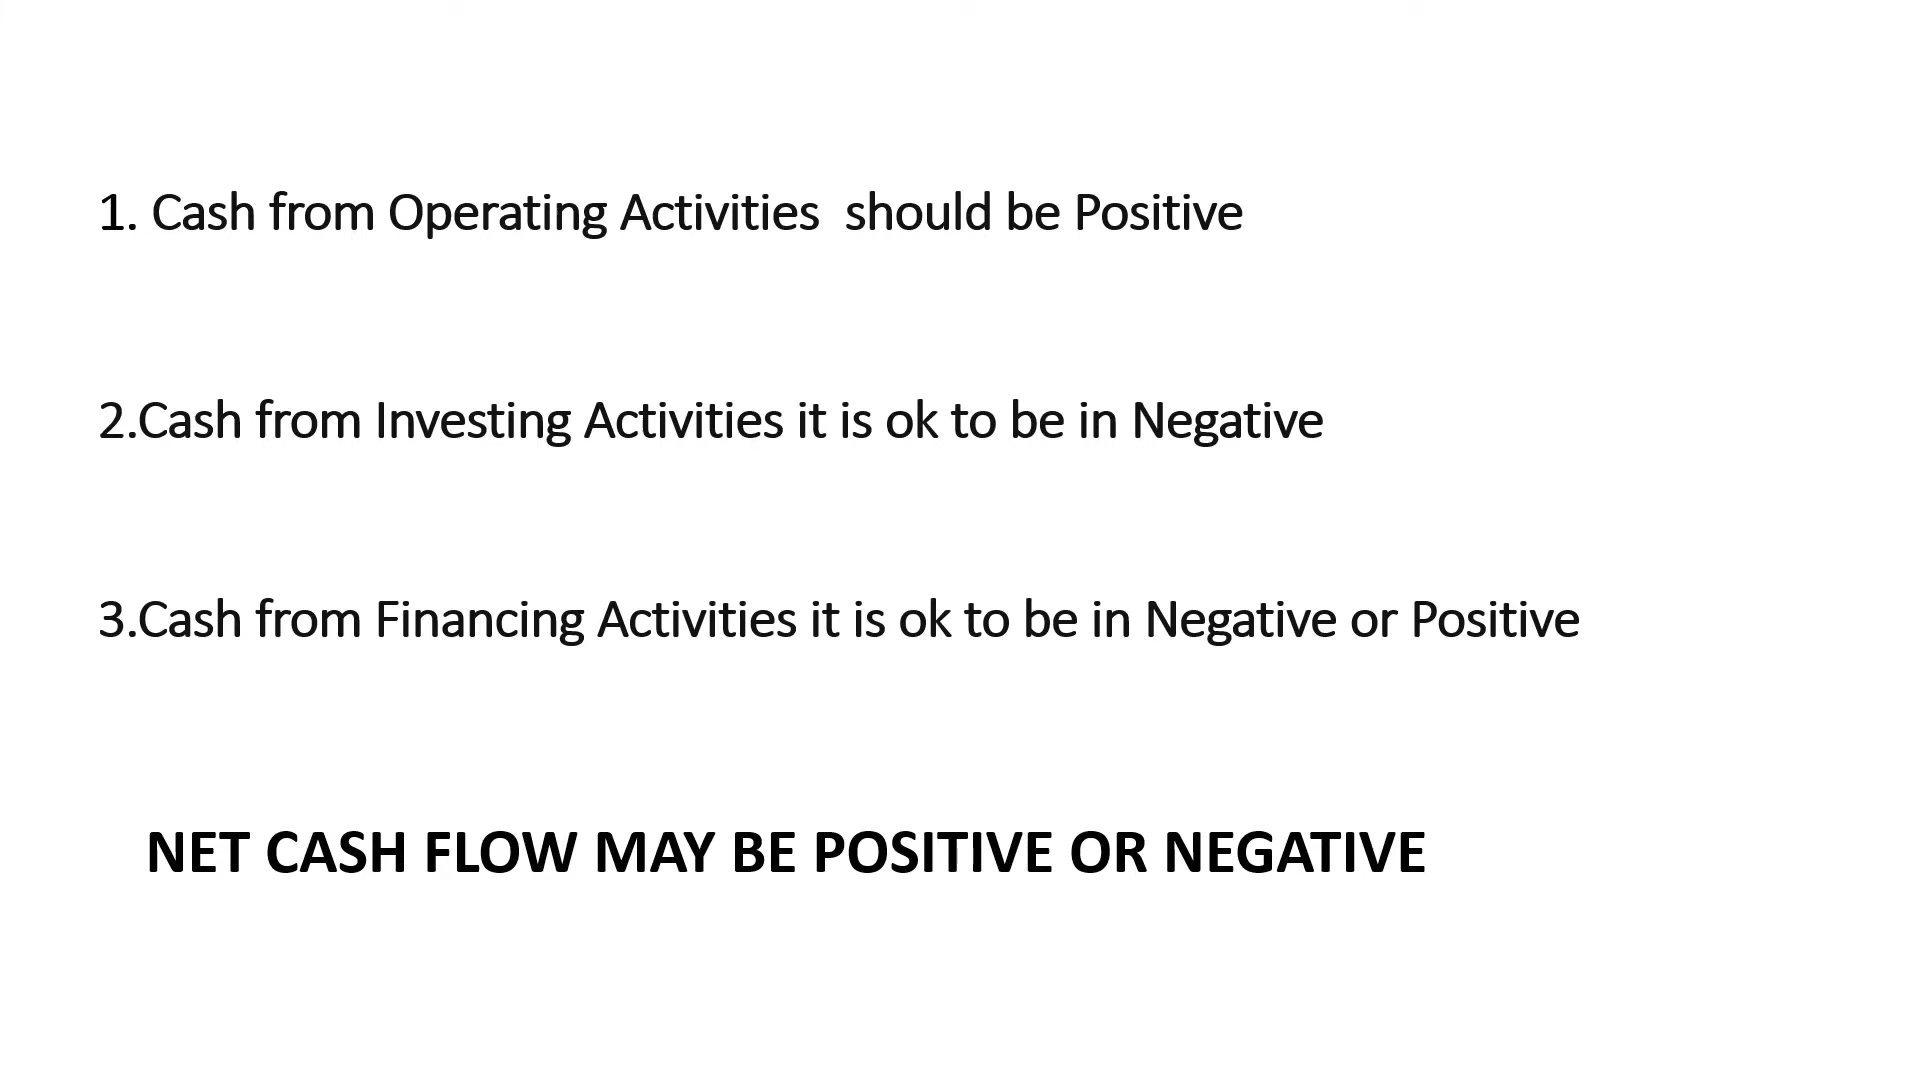 1. Cash from Operating Activities  should be Positive
2.Cash from Investing Activities it is ok to be in Negative
3.Cash from Financing Activities it is ok to be in Negative or Positive
NET CASH FLOW MAY BE POSITIVE OR NEGATIVE